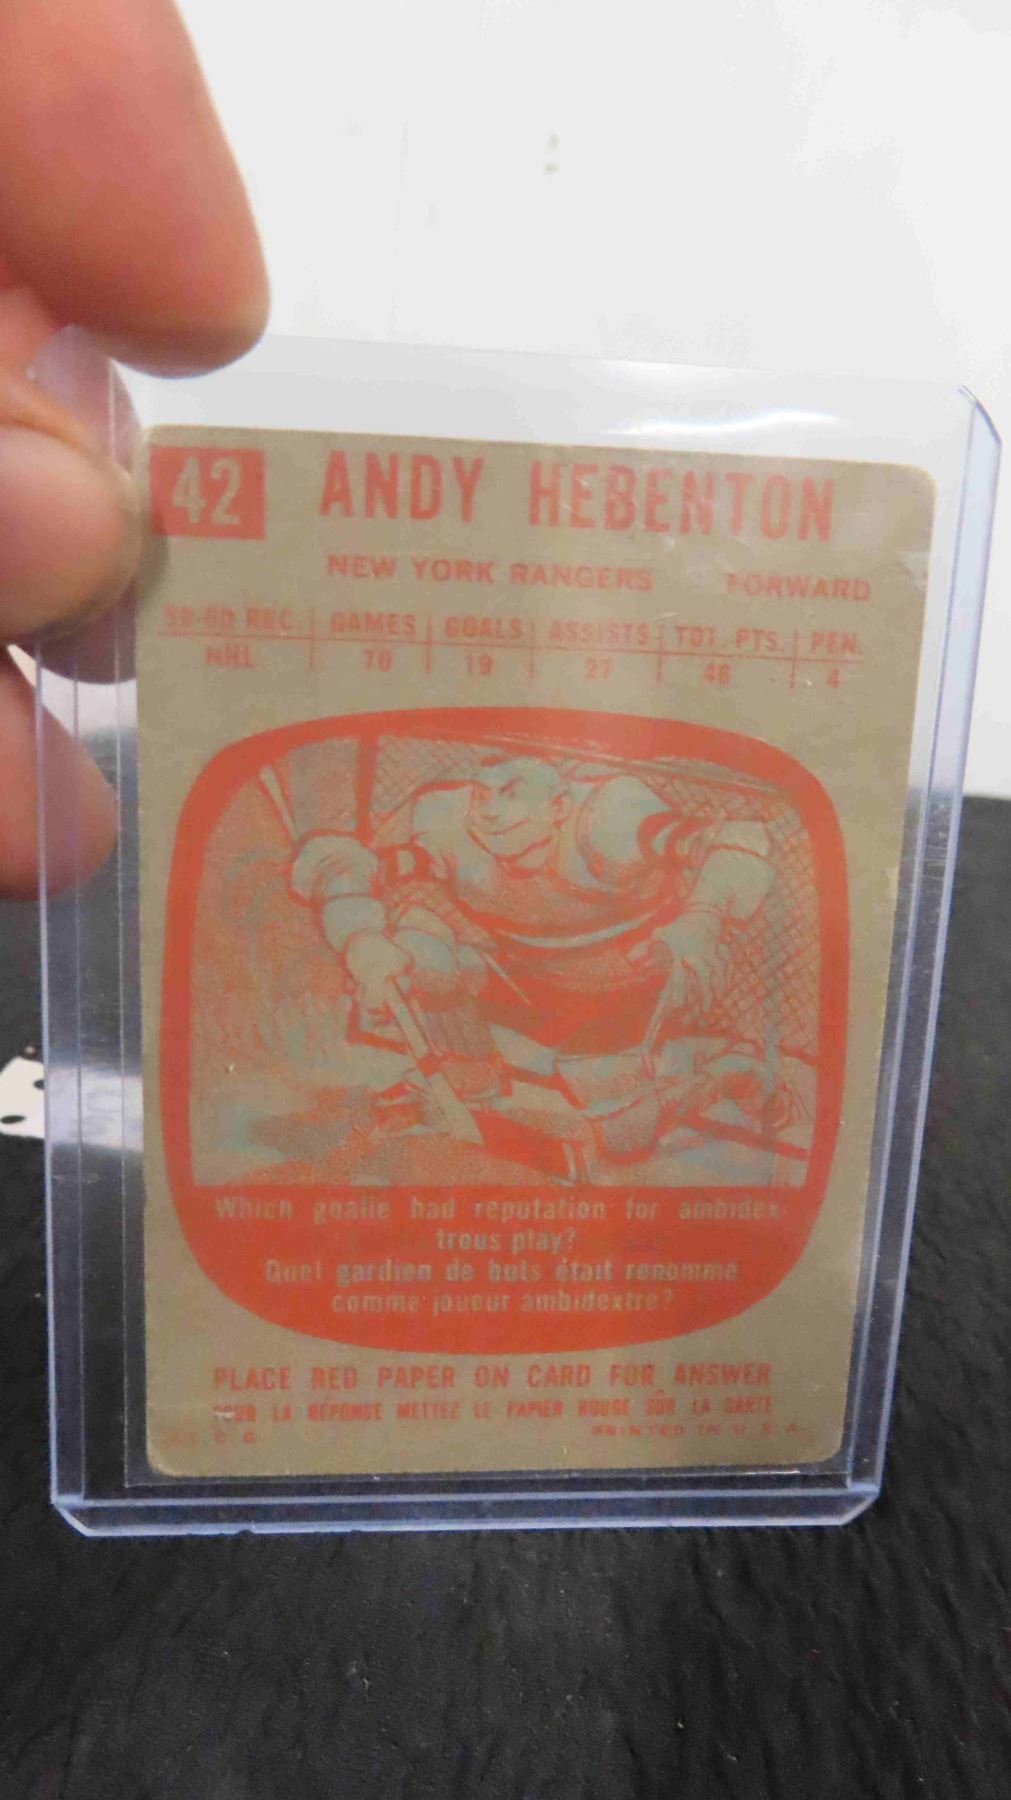 42 ANDY HEBENTON
NEW YORK RANGERS FORWARD
59-60 REC. GAMES GOALS ASSISTS TOT. PTS. PEN.
NHL 70 19 27 46 4
Which goalie had reputation for ambidex-
trous play?
Quel gardien de buts était renommé
comme joueur ambidextre?
PLACE RED PAPER ON CARD FOR ANSWER
POUR LA RÉPONSE METTEZ LE PAPIER ROUGE SÛR LA CARTE
PRINTED IN U.S.A.